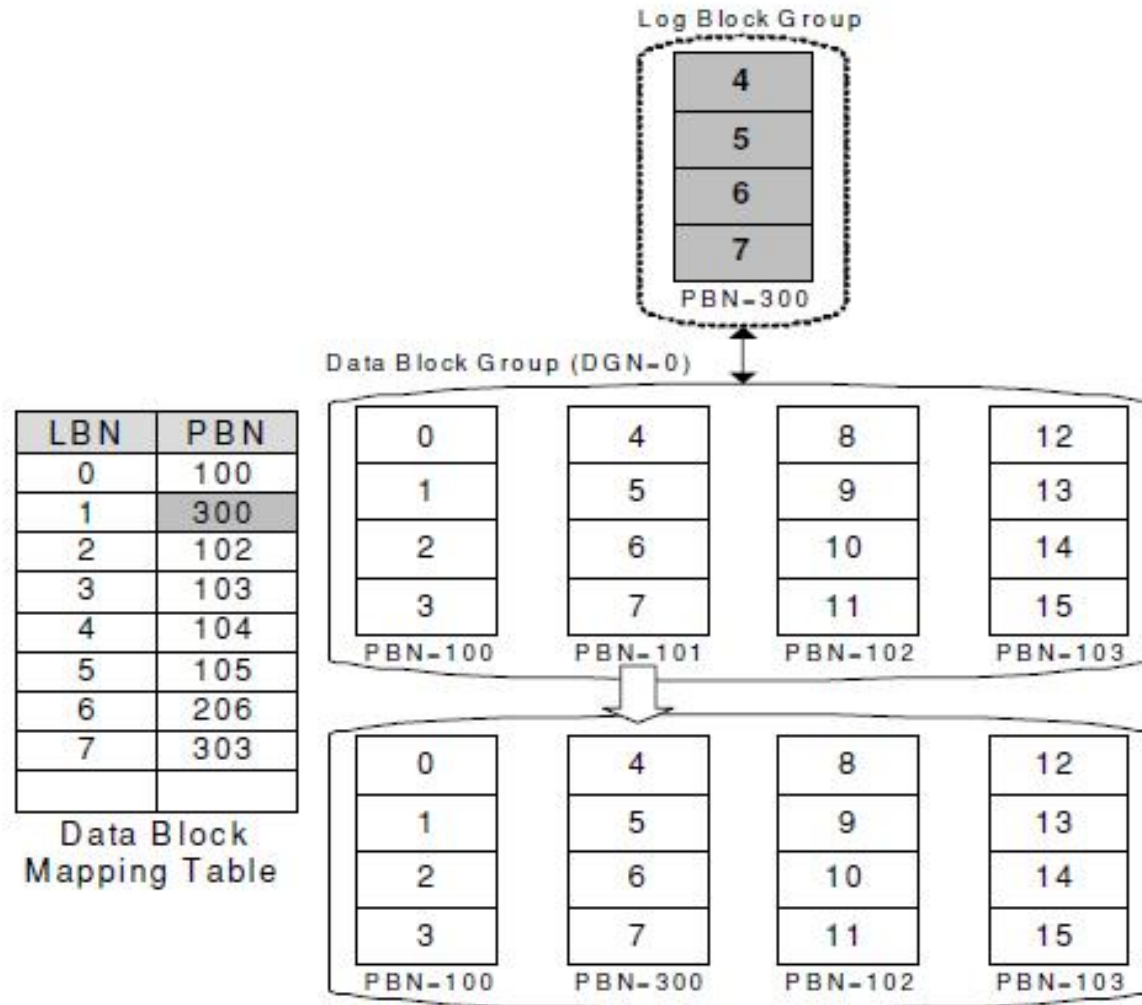 Log Block Group
4
5
6
7
PBN-300
Data Block Group (DGN-0)
LBN PBN
0 100
1 300
2 102
3 103
4 104
5 105
6 206
7 303
Data Block
Mapping Table
0 4 8 12
1 5 9 13
2 6 10 14
3 7 11 15
PBN-100 PBN-101 PBN-102 PBN-103
0 4 8 12
1 5 9 13
2 6 10 14
3 7 11 15
PBN-100 PBN-300 PBN-102 PBN-103